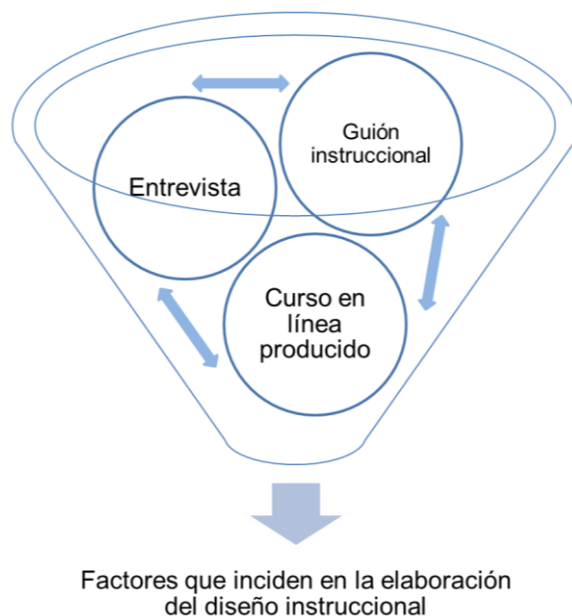 Guión
instruccional
Entrevista
Curso en
línea
producido
Factores que inciden en la elaboración
del diseño instruccional